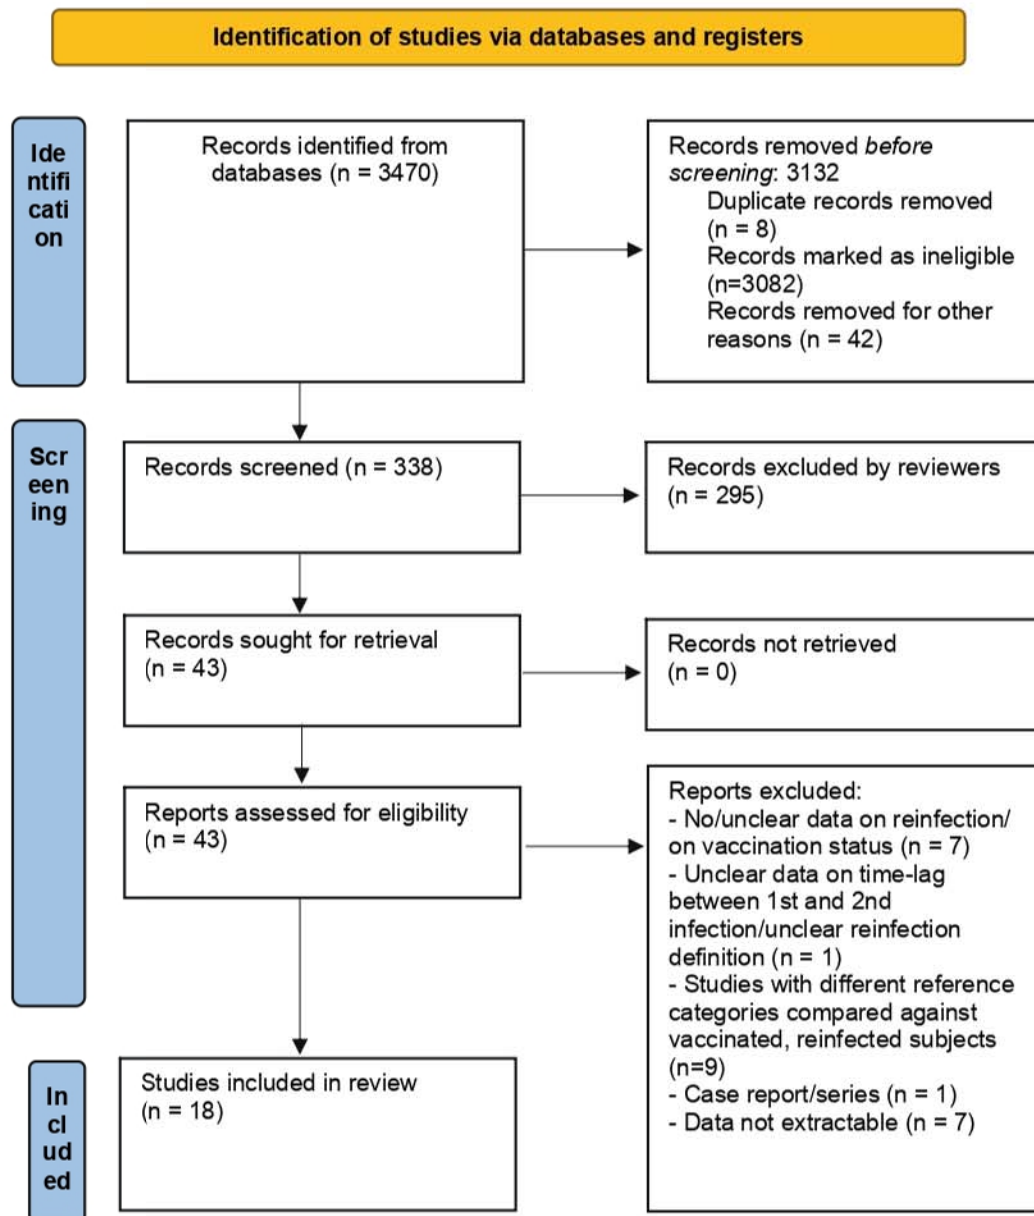 Identification of studies via databases and registers
Ide
ntifi
cati
on
Records identified from
databases (n = 3470)
Records removed before
screening: 3132
Duplicate records removed
(n = 8)
Records marked as ineligible
(n=3082)
Records removed for other
reasons (n = 42)
Scr
een
ing
Records screened (n = 338)
Records excluded by reviewers
(n = 295)
Records sought for retrieval
(n = 43)
Records not retrieved
(n = 0)
Reports assessed for eligibility
(n = 43)
Reports excluded:
- No/unclear data on reinfection/
on vaccination status (n = 7)
- Unclear data on time-lag
between 1st and 2nd
infection/unclear reinfection
definition (n = 1)
- Studies with different reference
categories compared against
vaccinated, reinfected subjects
(n=9)
- Case report/series (n = 1)
- Data not extractable (n = 7)
In
cl
ud
ed
Studies included in review
(n = 18)